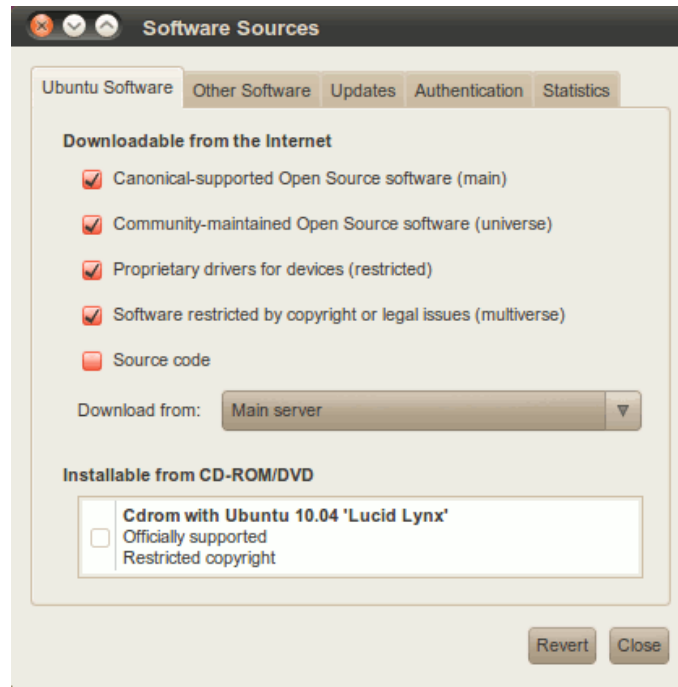 Software Sources
Ubuntu Software Other Software Updates Authentication Statistics
Downloadable from the Internet
Canonical-supported Open Source software (main)
Community-maintained Open Source software (universe)
Proprietary drivers for devices (restricted)
Software restricted by copyright or legal issues (multiverse)
Source code
Download from: Main server
Installable from CD-ROM/DVD
Cdrom with Ubuntu 10.04 'Lucid Lynx'
Officially supported
Restricted copyright
Revert Close